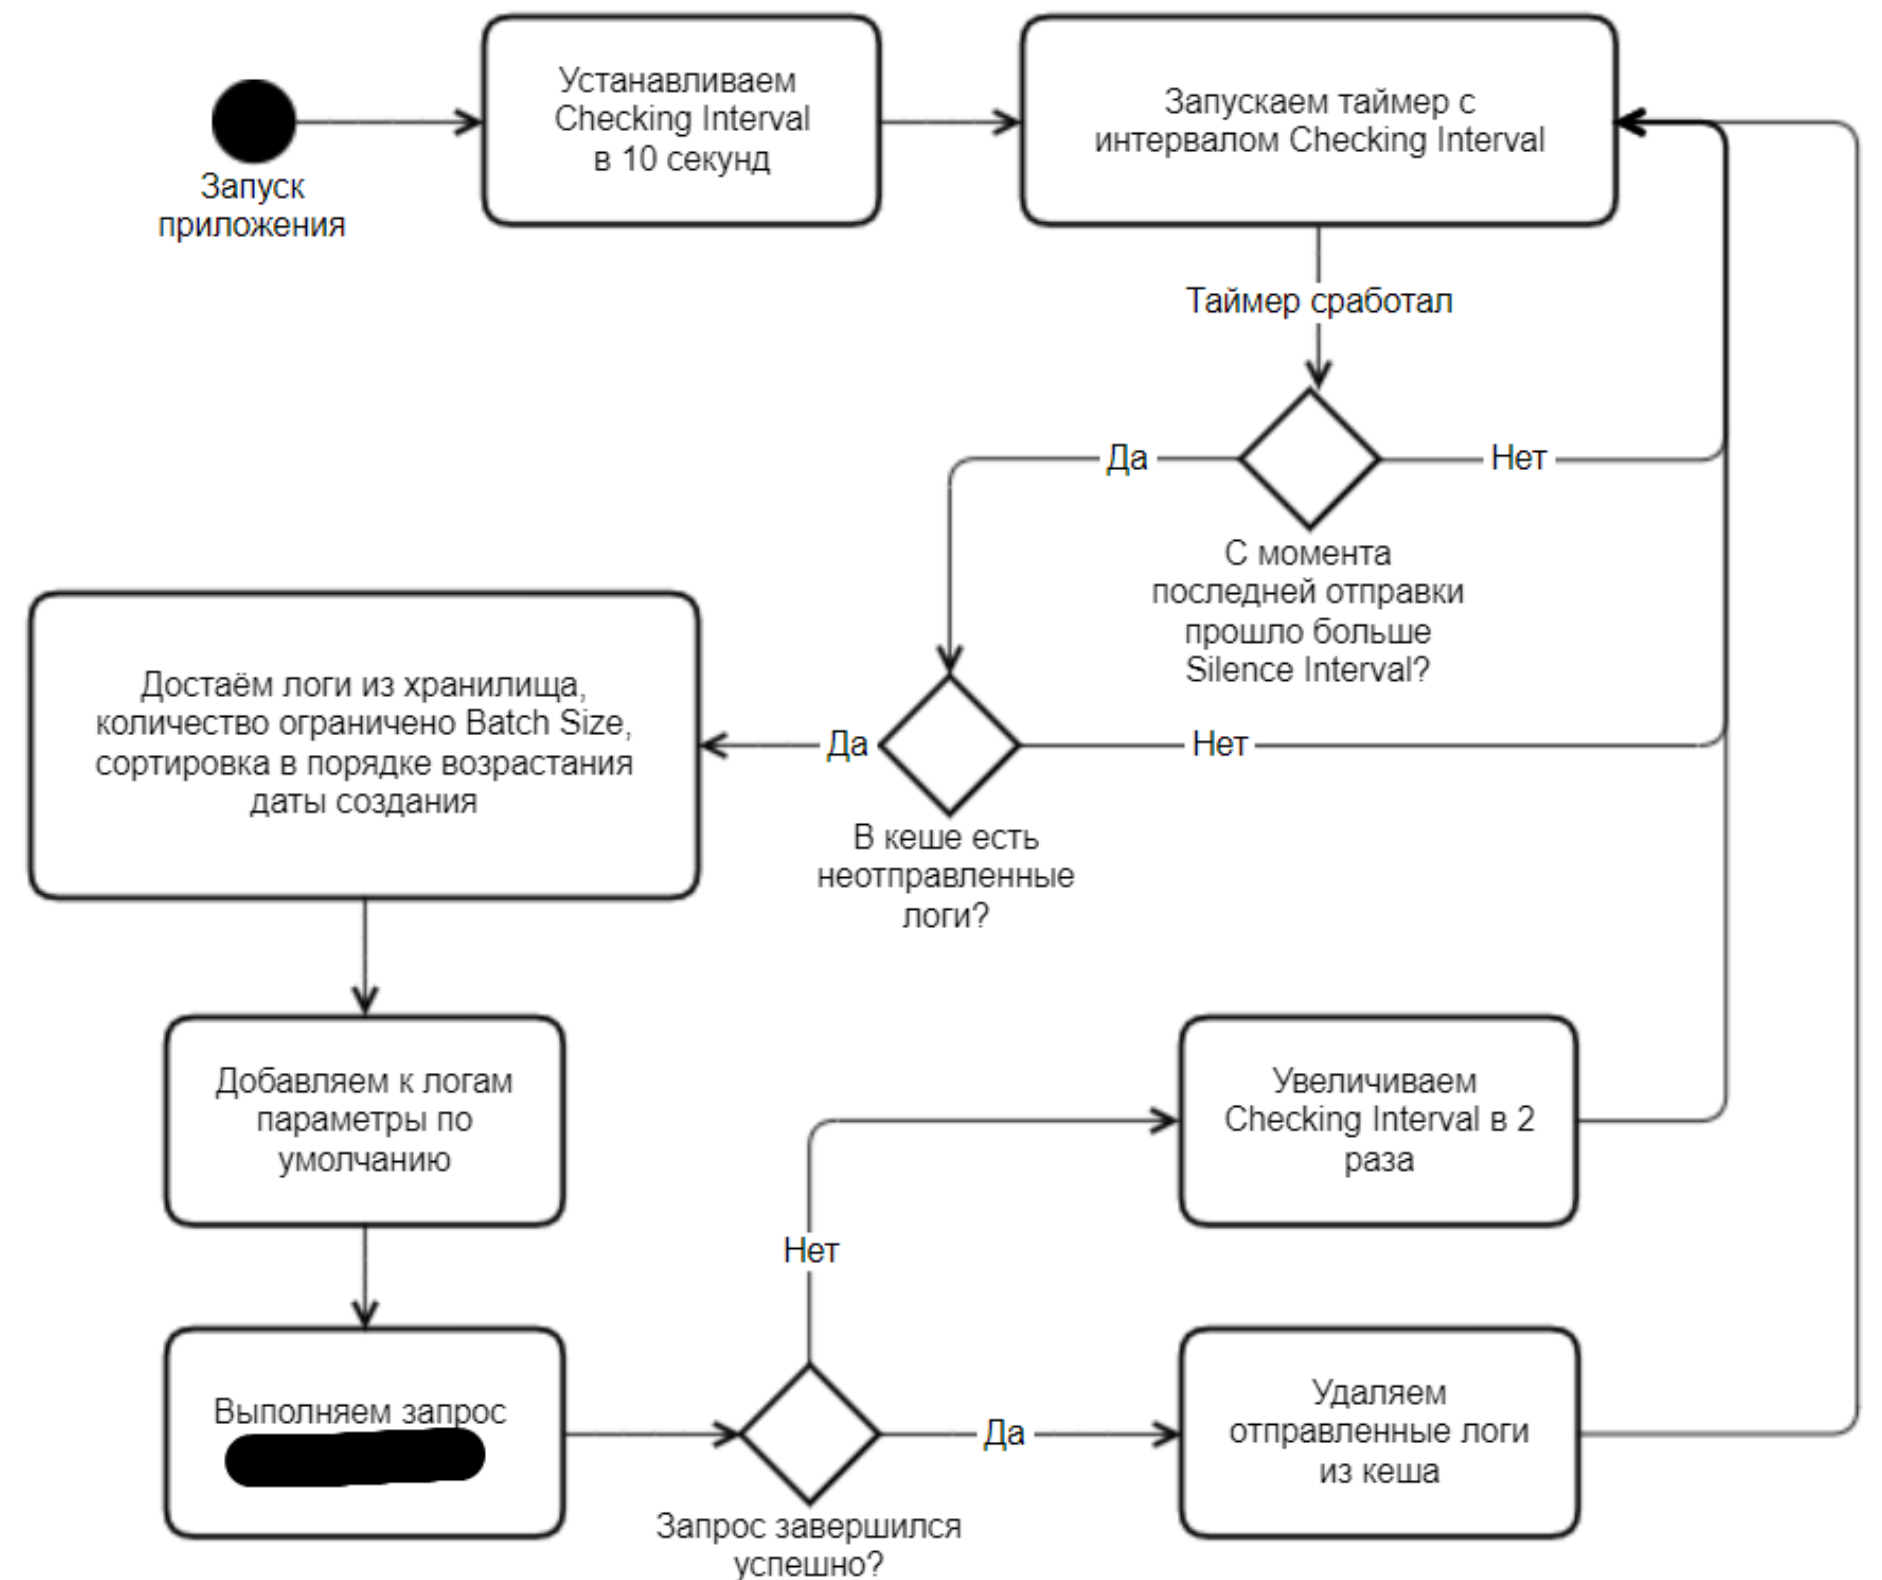 Запуск
приложения
Устанавливаем
Checking Interval
в 10 секунд
Запускаем таймер с
интервалом Checking Interval
Таймер сработал
Да
Нет
С момента
последней отправки
прошло больше
Silence Interval?
Да
Нет
В кеше есть
неотправленные
логи?
Достаём логи из хранилища,
количество ограничено Batch Size,
сортировка в порядке возрастания
даты создания
Добавляем к логам
параметры по
умолчанию
Выполняем запрос
Запрос завершился
успешно?
Нет
Увеличиваем
Checking Interval в 2
раза
Да
Удаляем
отправленные логи
из кеша